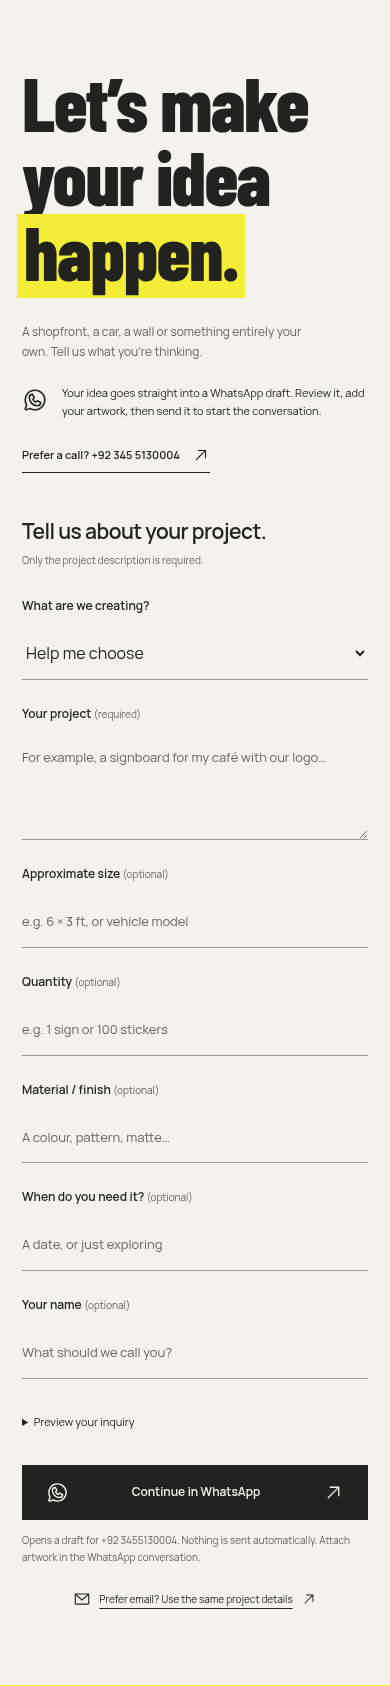 Let’s make
your idea
happen.
A shopfront, a car, a wall or something entirely your
own. Tell us what you’re thinking.
Your idea goes straight into a WhatsApp draft. Review it, add
your artwork, then send it to start the conversation.
Prefer a call? +92 345 5130004
Tell us about your project.
Only the project description is required.
What are we creating?
Help me choose
Your project (required)
For example, a signboard for my café with our logo…
Approximate size (optional)
e.g. 6 × 3 ft, or vehicle model
Quantity (optional)
e.g. 1 sign or 100 stickers
Material / finish (optional)
A colour, pattern, matte…
When do you need it? (optional)
A date, or just exploring
Your name (optional)
What should we call you?
Preview your inquiry
Continue in WhatsApp
Opens a draft for +92 3455130004. Nothing is sent automatically. Attach
artwork in the WhatsApp conversation.
Prefer email? Use the same project details